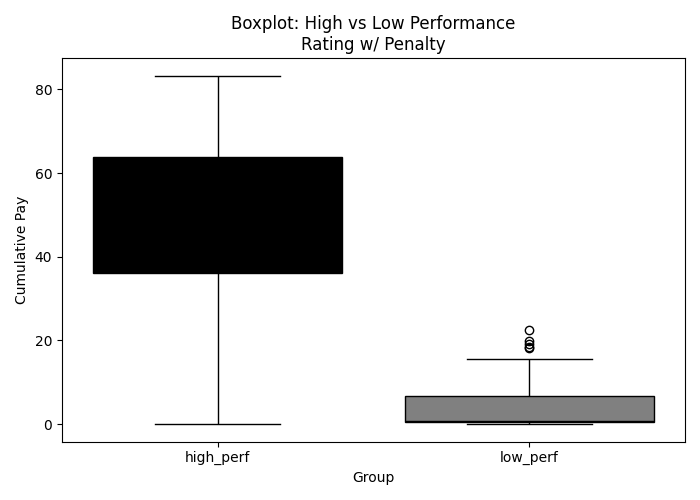 Boxplot: High vs Low Performance
Rating w/ Penalty
80
60
40
20
0
Cumulative Pay
high_perf
low_perf
Group